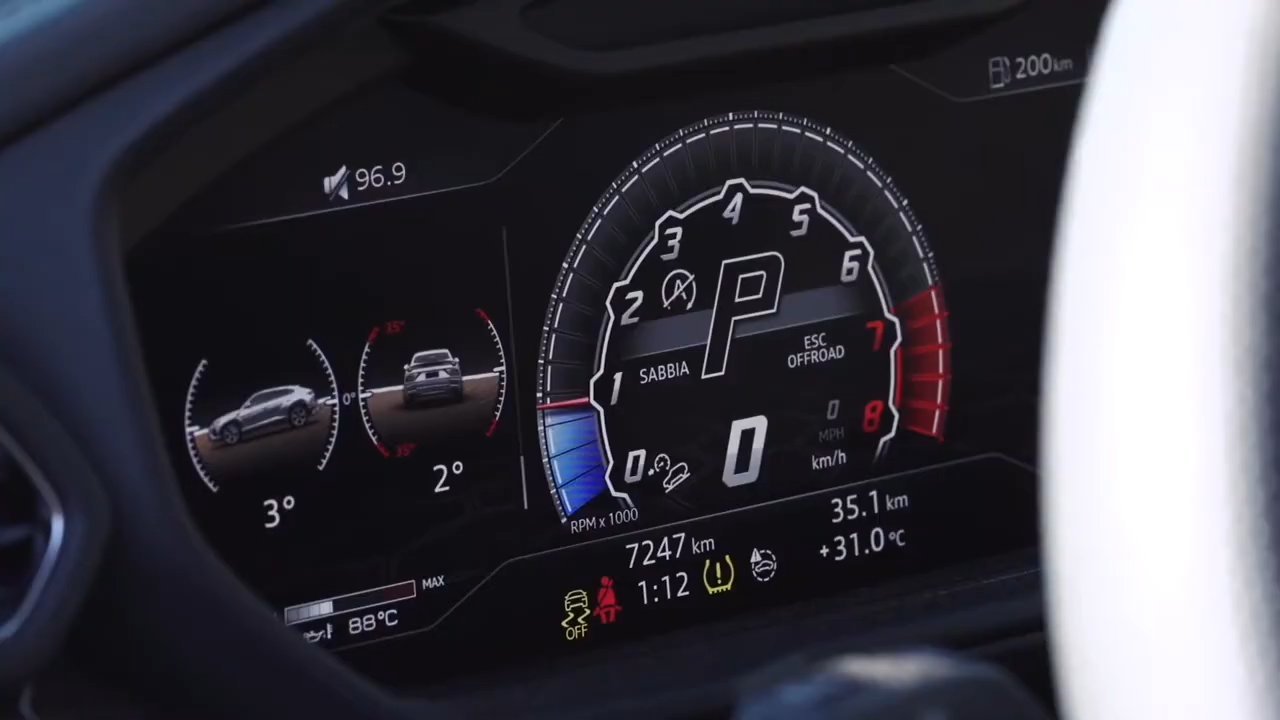 200km
96.9
4
3
5
2
6
A
P
35°
ESC
OFFROAD
7
SABBIA
1
0°
0
MPH
8
35°
0
0
km/h
2°
3°
RPM x 1000
35.1 km
7247 km
+31.0 °C
1:12
MAX
88°C
OFF